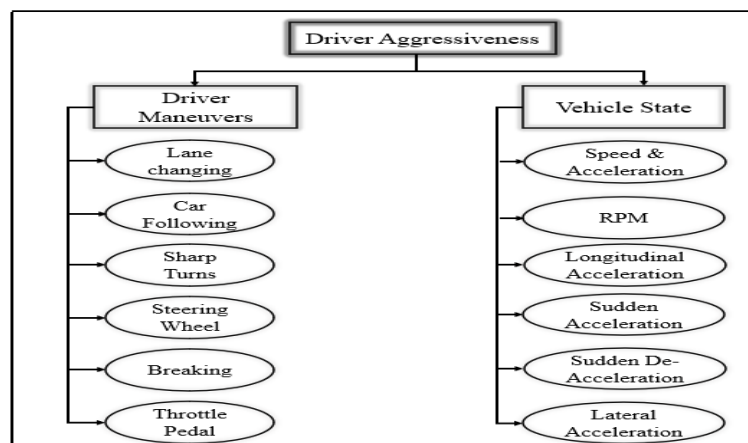 Driver Aggressiveness
Driver
Maneuvers
Lane
changing
Car
Following
Sharp
Turns
Steering
Wheel
Breaking
Throttle
Pedal
Vehicle State
Speed &
Acceleration
RPM
Longitudinal
Acceleration
Sudden
Acceleration
Sudden De-
Acceleration
Lateral
Acceleration